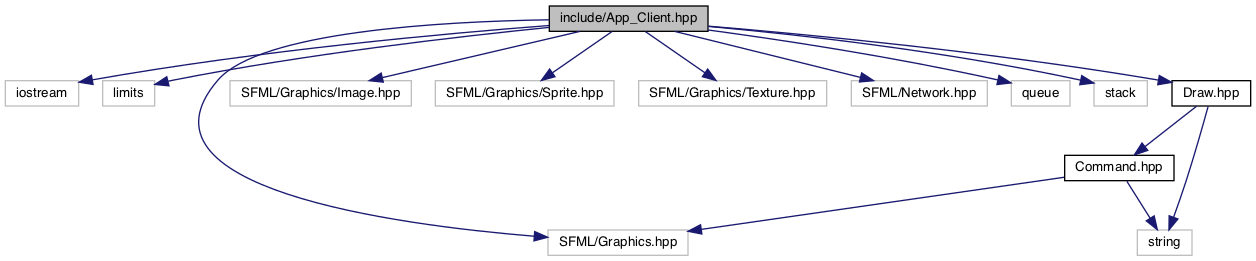 include/App_Client.hpp
iostream
limits
SFML/Graphics/Image.hpp
SFML/Graphics/Sprite.hpp
SFML/Graphics/Texture.hpp
SFML/Network.hpp
queue
stack
Draw.hpp
Command.hpp
SFML/Graphics.hpp
string